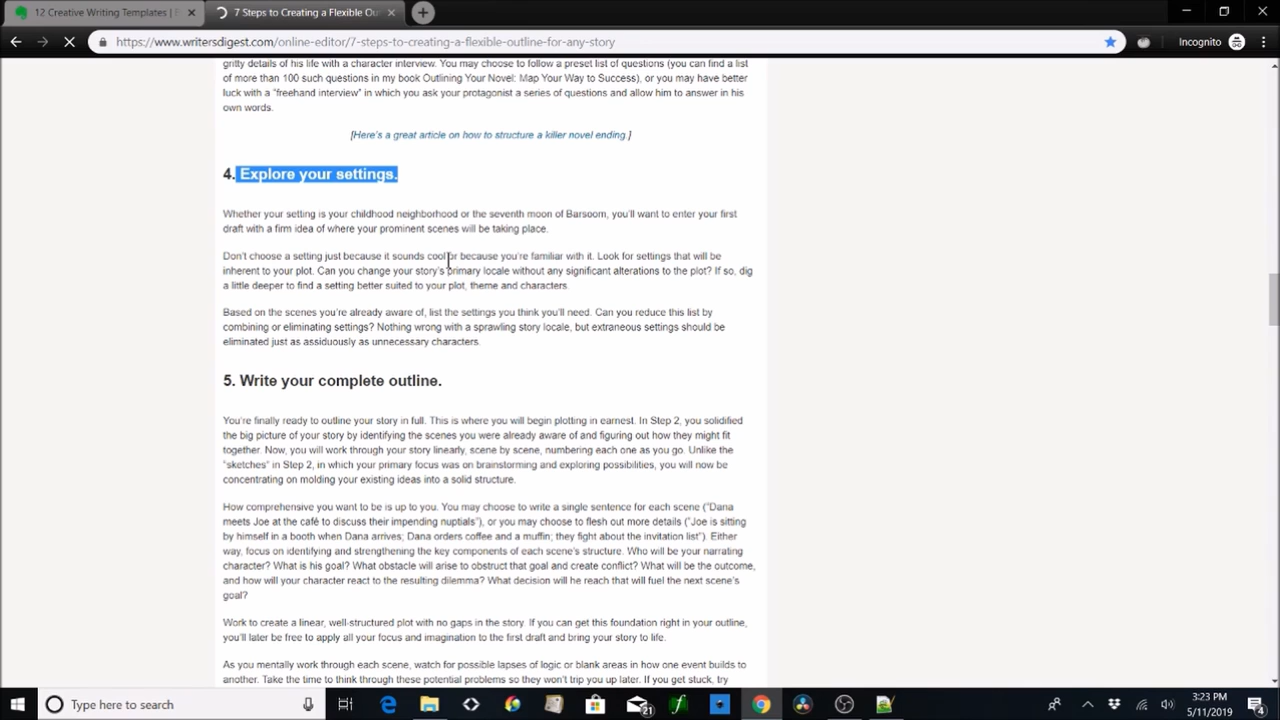 12 Creative Writing Templates | E
7 Steps to Creating a Flexible Ou
https://www.writersdigest.com/online-editor/7-steps-to-creating-a-flexible-outline-for-any-story
Incognito
gritty details of his life with a character interview. You may choose to follow a preset list of questions (you can find a list
of more than 100 such questions in my book Outlining Your Novel: Map Your Way to Success), or you may have better
luck with a "freehand interview" in which you ask your protagonist a series of questions and allow him to answer in his
own words.
[Here's a great article on how to structure a killer novel ending.]
4. Explore your settings.
Whether your setting is your childhood neighborhood or the seventh moon of Barsoom, you'll want to enter your first
draft with a firm idea of where your prominent scenes will be taking place.
Don't choose a setting just because it sounds cool or because you're familiar with it. Look for settings that will be
inherent to your plot. Can you change your story's primary locale without any significant alterations to the plot? If so, dig
a little deeper to find a setting better suited to your plot, theme and characters.
Based on the scenes you're already aware of, list the settings you think you'll need. Can you reduce this list by
combining or eliminating settings? Nothing wrong with a sprawling story locale, but extraneous settings should be
eliminated just as assiduously as unnecessary characters.
5. Write your complete outline.
You're finally ready to outline your story in full. This is where you will begin plotting in earnest. In Step 2, you solidified
the big picture of your story by identifying the scenes you were already aware of and figuring out how they might fit
together. Now, you will work through your story linearly, scene by scene, numbering each one as you go. Unlike the
"sketches" in Step 2, in which your primary focus was on brainstorming and exploring possibilities, you will now be
concentrating on molding your existing ideas into a solid structure.
How comprehensive you want to be is up to you. You may choose to write a single sentence for each scene ("Dana
meets Joe at the café to discuss their impending nuptials"), or you may choose to flesh out more details ("Joe is sitting
by himself in a booth when Dana arrives; Dana orders coffee and a muffin; they fight about the invitation list"). Either
way, focus on identifying and strengthening the key components of each scene's structure. Who will be your narrating
character? What is his goal? What obstacle will arise to obstruct that goal and create conflict? What will be the outcome,
and how will your character react to the resulting dilemma? What decision will he reach that will fuel the next scene's
goal?
Work to create a linear, well-structured plot with no gaps in the story. If you can get this foundation right in your outline,
you'll later be free to apply all your focus and imagination to the first draft and bring your story to life.
As you mentally work through each scene, watch for possible lapses of logic or blank areas in how one event builds to
another. Take the time to think through these potential problems so they won't trip you up later. If you get stuck, try
Type here to search
21
3:23 PM
5/11/2019
4